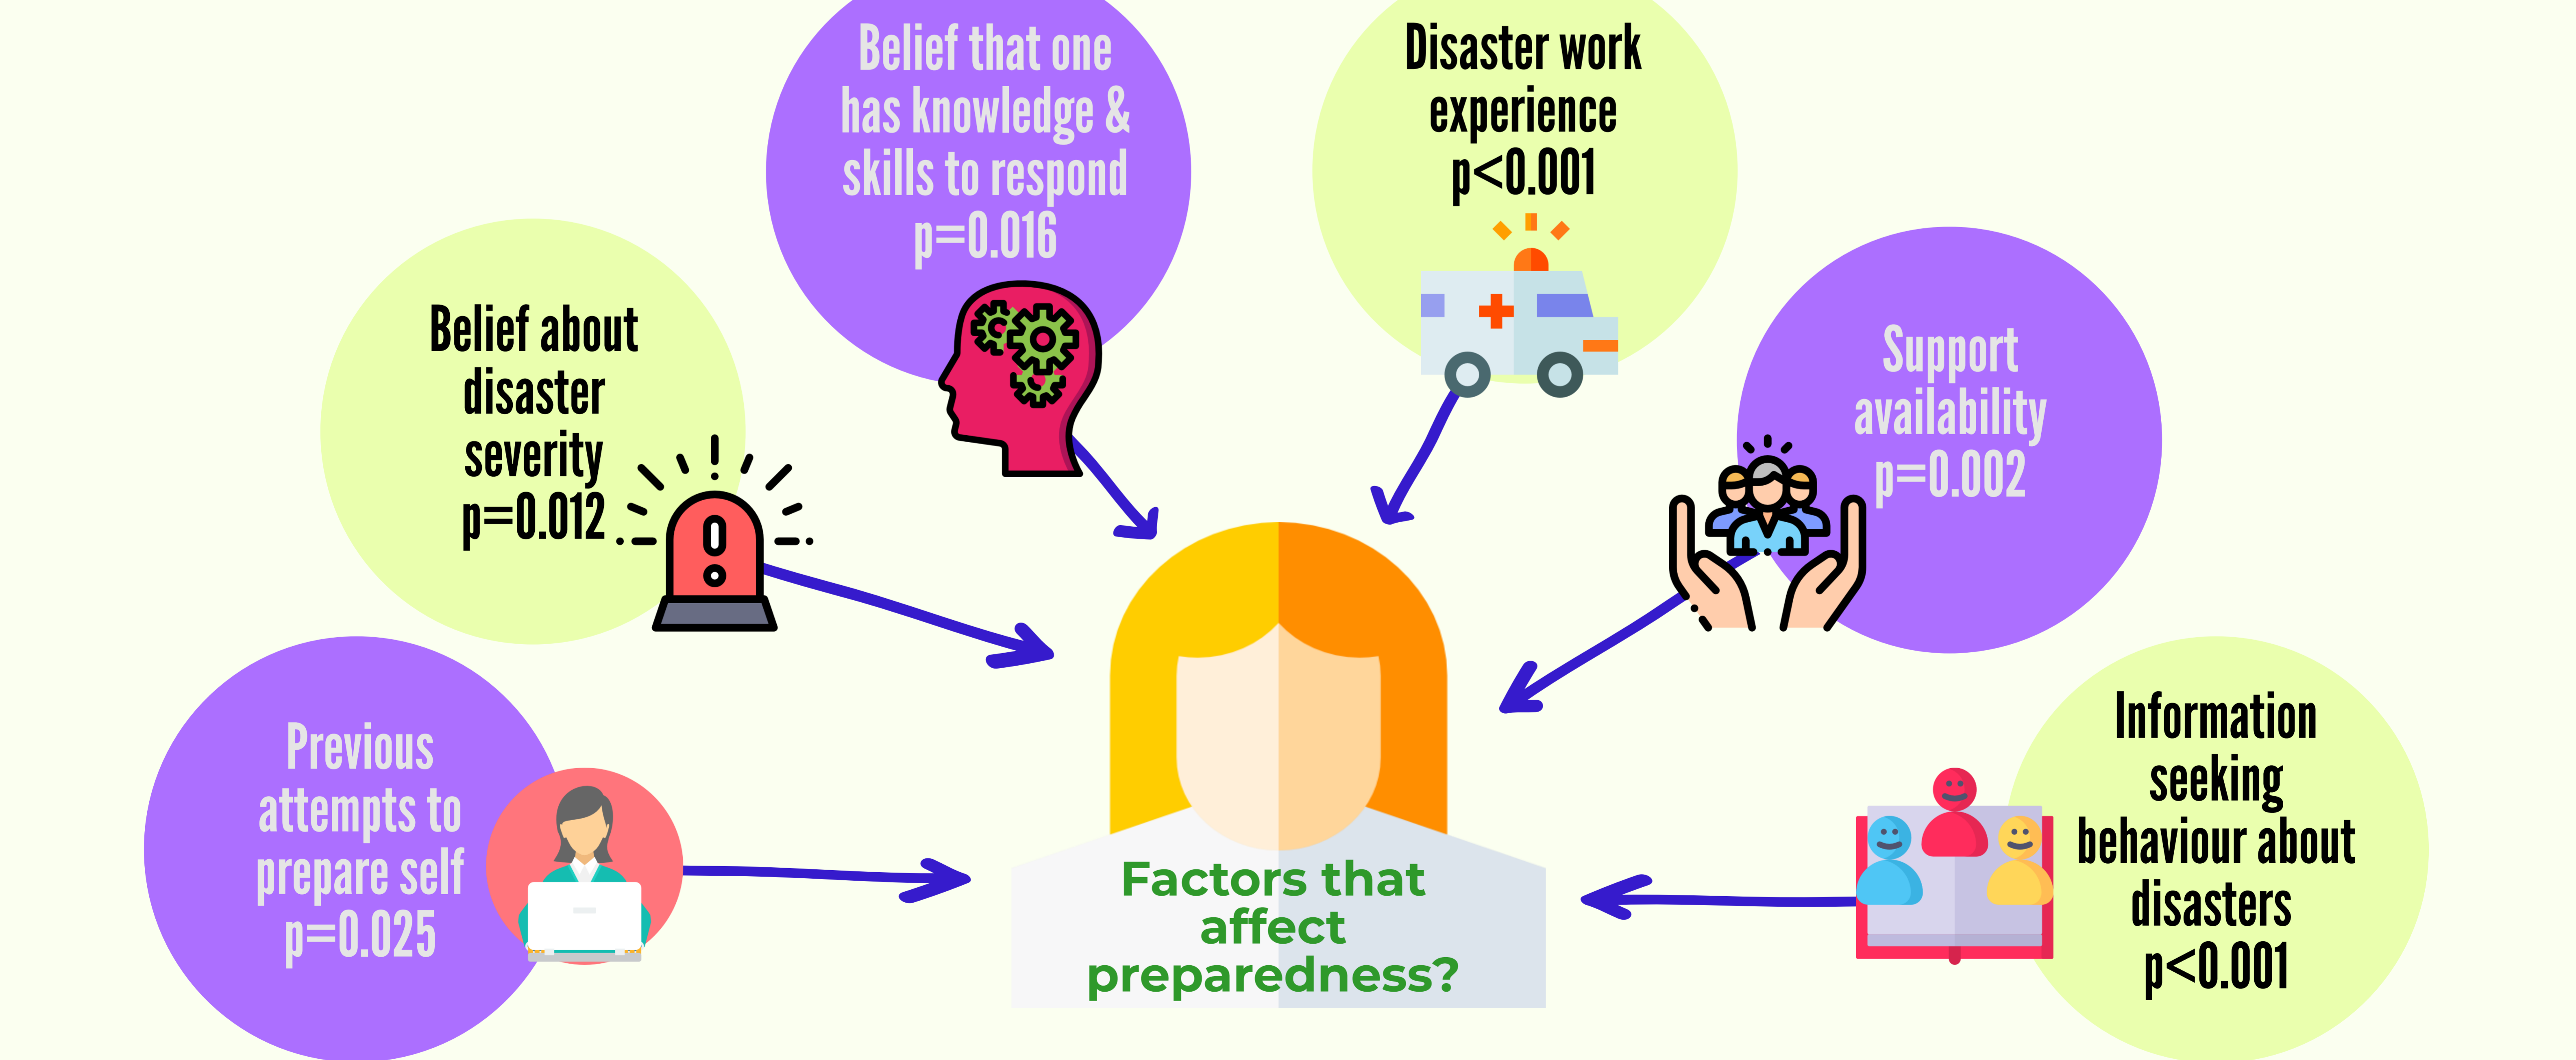 Belief that one
has knowledge &
skills to respond
p=0.016
Disaster work
experience
p<0.001
Belief about
disaster
severity
p=0.012
Support
availability
p=0.002
Previous
attempts to
prepare self
p=0.025
Information
seeking
behaviour about
disasters
p<0.001
Factors that
affect
preparedness?